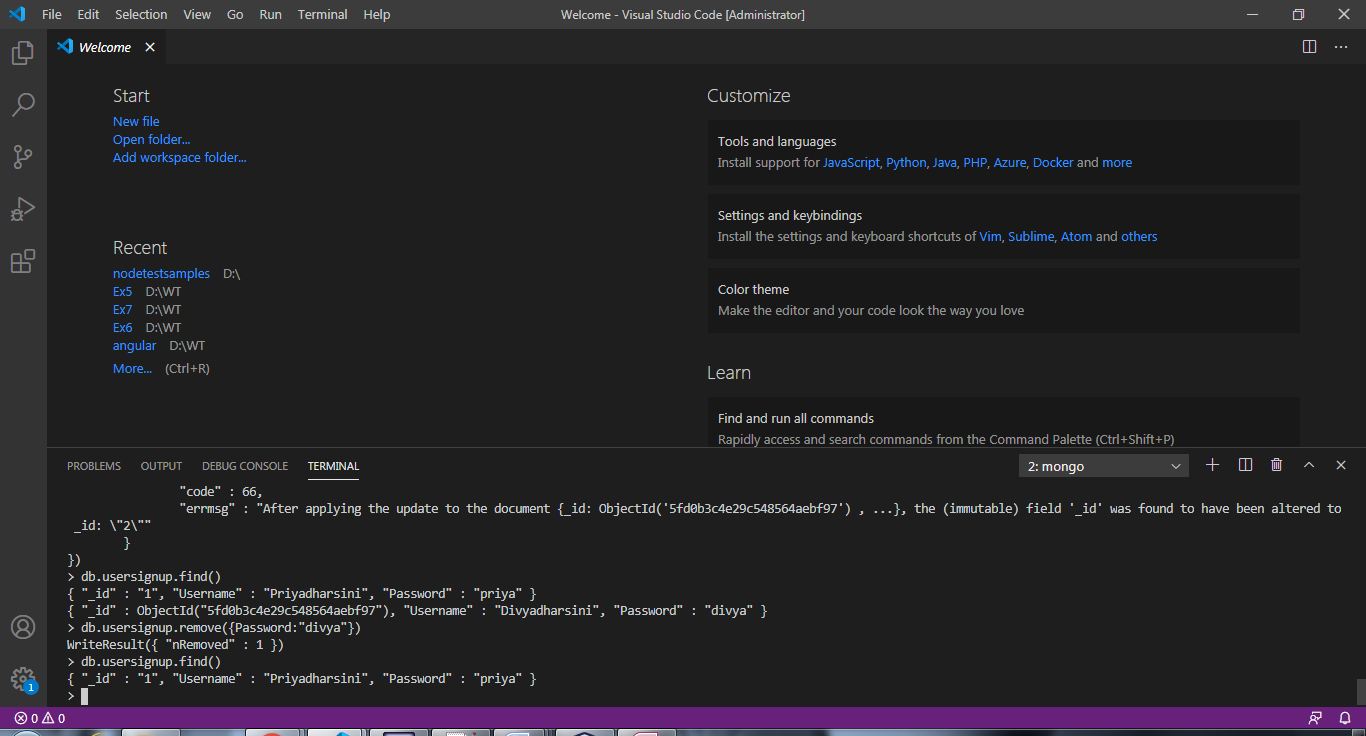 File Edit Selection View Go Run Terminal Help Welcome - Visual Studio Code [Administrator]
Welcome
Start
New file
Open folder...
Add workspace folder...
Recent
nodetestsamples D:\
Ex5 D:\WT
Ex7 D:\WT
Ex6 D:\WT
angular D:\WT
More... (Ctrl+R)
Customize
Tools and languages
Install support for JavaScript, Python, Java, PHP, Azure, Docker and more
Settings and keybindings
Install the settings and keyboard shortcuts of Vim, Sublime, Atom and others
Color theme
Make the editor and your code look the way you love
Learn
Find and run all commands
Rapidly access and search commands from the Command Palette (Ctrl+Shift+P)
PROBLEMS OUTPUT DEBUG CONSOLE TERMINAL 2: mongo
"code" : 66,
"errmsg" : "After applying the update to the document {_id: ObjectId('5fd0b3c4e29c548564aebf97') , ...}, the (immutable) field '_id' was found to have been altered to
_id: \"2\""
}
})
> db.usersignup.find()
{ "_id" : "1", "Username" : "Priyadharsini", "Password" : "priya" }
{ "_id" : ObjectId("5fd0b3c4e29c548564aebf97"), "Username" : "Divyadharsini", "Password" : "divya" }
> db.usersignup.remove({Password:"divya"})
WriteResult({ "nRemoved" : 1 })
> db.usersignup.find()
{ "_id" : "1", "Username" : "Priyadharsini", "Password" : "priya" }
>
1
0 0